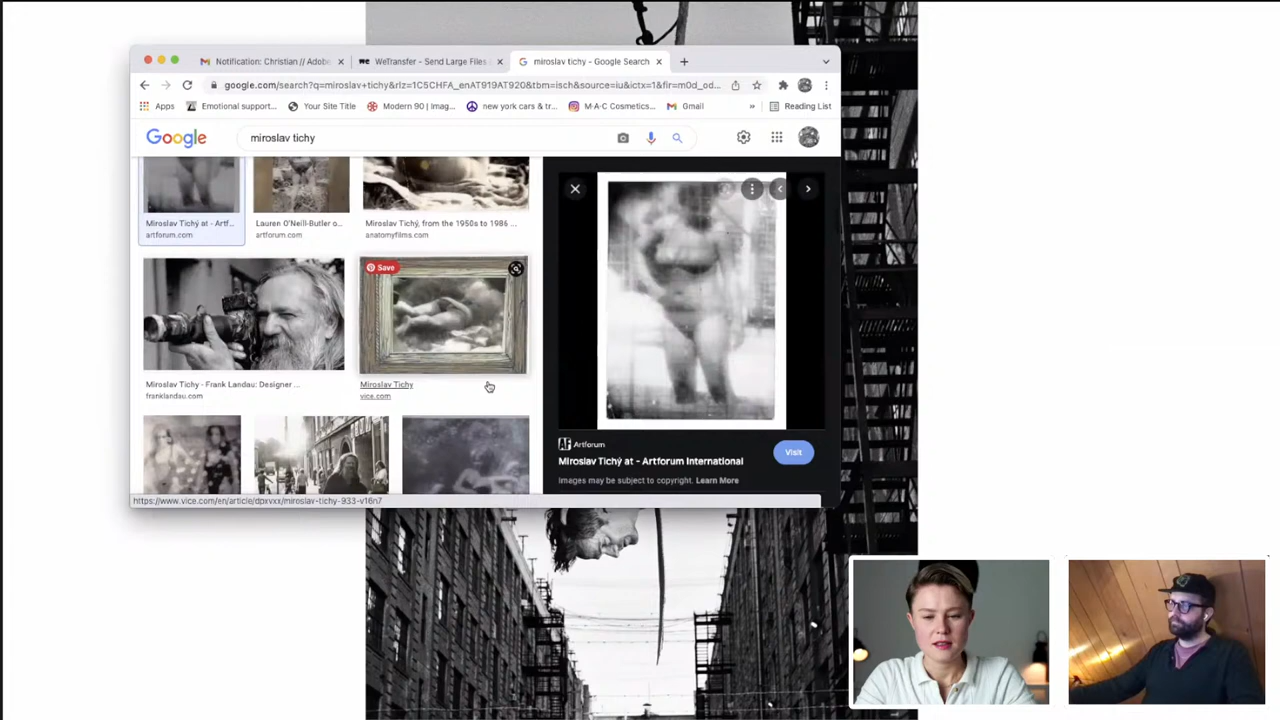 Notification: Christian // Adobe
WeTransfer - Send Large Files
miroslav tichy - Google Search
google.com/search?q=miroslav+tichy&rlz=1C5CHFA_enAT919AT920&tbm=isch&source=iu&ictx=1&fir=m0d_od...
Apps
Emotional support...
Your Site Title
Modern 90 | Imag...
new york cars & tr...
M·A·C Cosmetics...
Gmail
»
Reading List
Google
miroslav tichy
Miroslav Tichý at - Artf...
artforum.com
Lauren O'Neill-Butler o...
artforum.com
Miroslav Tichý, from the 1950s to 1986 ...
anatomyfilms.com
Save
Miroslav Tichy - Frank Landau: Designer ...
franklandau.com
Miroslav Tichy
vice.com
AF Artforum
Miroslav Tichý at - Artforum International
Visit
Images may be subject to copyright. Learn More
https://www.vice.com/en/article/dpxvxx/miroslav-tichy-933-v16n7